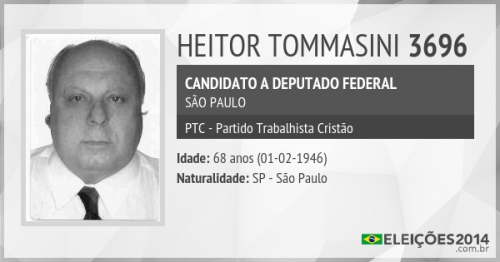 HEITOR TOMMASINI 3696
CANDIDATO A DEPUTADO FEDERAL
SÃO PAULO
PTC - Partido Trabalhista Cristão
Idade: 68 anos (01-02-1946)
Naturalidade: SP - São Paulo
ELEIÇÕES2014
.com.br